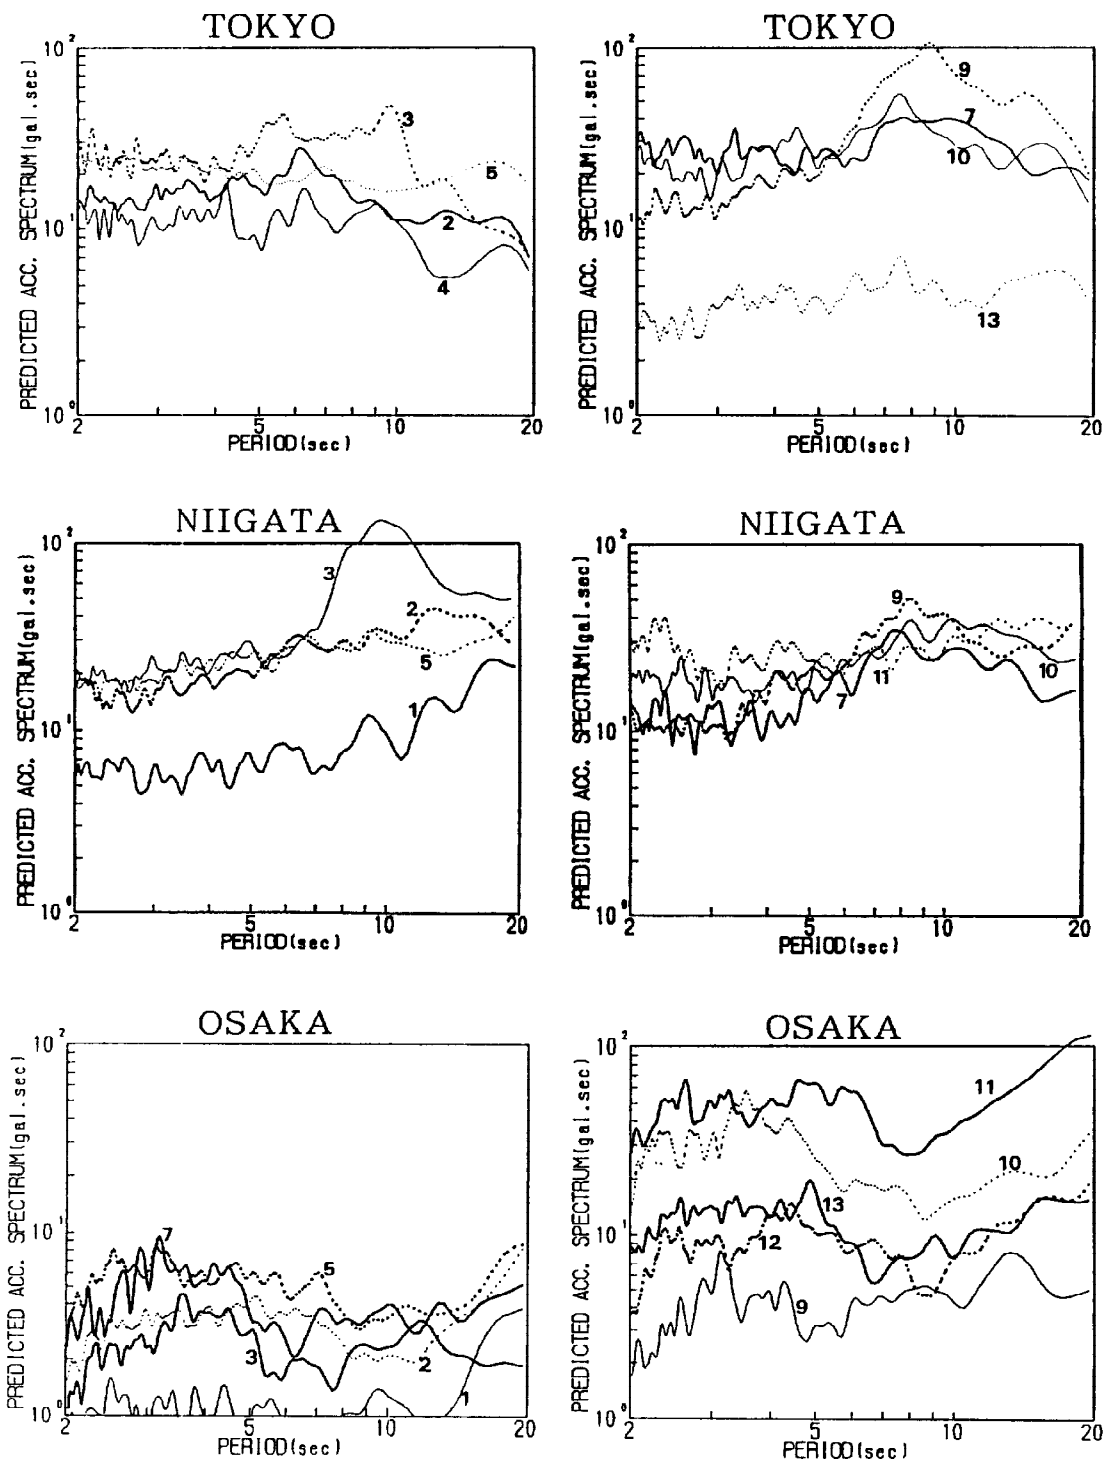 TOKYO
10²
PREDICTED ACC. SPECTRUM(gal.sec)
3
5
2
4
10¹
10⁰
2 5 10 20
PERIOD(sec)
TOKYO
10²
PREDICTED ACC. SPECTRUM(gal.sec)
9
7
10
13
10¹
10⁰
2 5 10 20
PERIOD(sec)
NIIGATA
10²
PREDICTED ACC. SPECTRUM(gal.sec)
3
2
5
1
10¹
10⁰
2 5 10 20
PERIOD(sec)
NIIGATA
10²
PREDICTED ACC. SPECTRUM(gal.sec)
9
10
11
7
10¹
10⁰
2 5 10 20
PERIOD(sec)
OSAKA
10²
PREDICTED ACC. SPECTRUM(gal.sec)
7
5
3
2
1
10¹
10⁰
2 5 10 20
PERIOD(sec)
OSAKA
10²
PREDICTED ACC. SPECTRUM(gal.sec)
11
10
13
12
9
10¹
10⁰
2 5 10 20
PERIOD(sec)